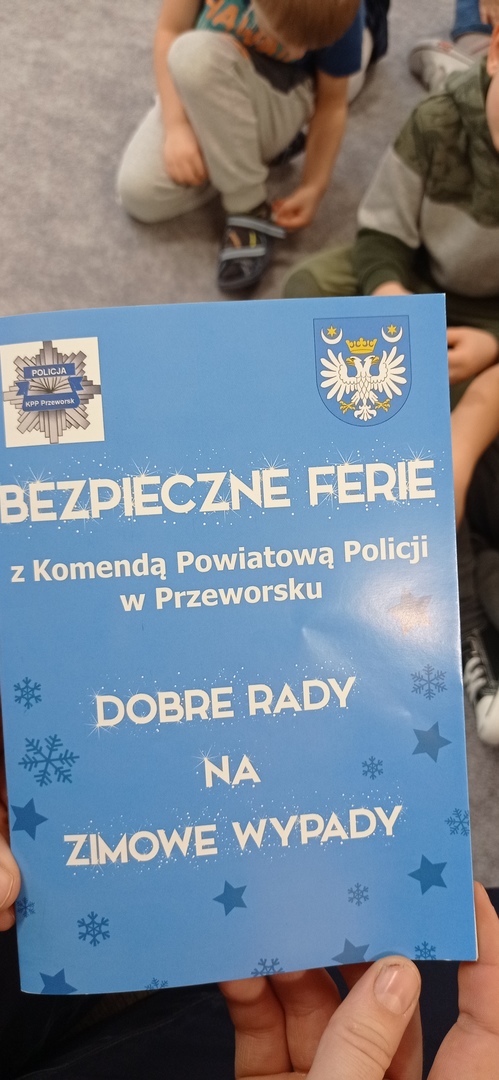 POLICJA
KPP Przeworsk
BEZPIECZNE FERIE
z Komendą Powiatową Policji
w Przeworsku
DOBRE RADY
NA
ZIMOWE WYPADY